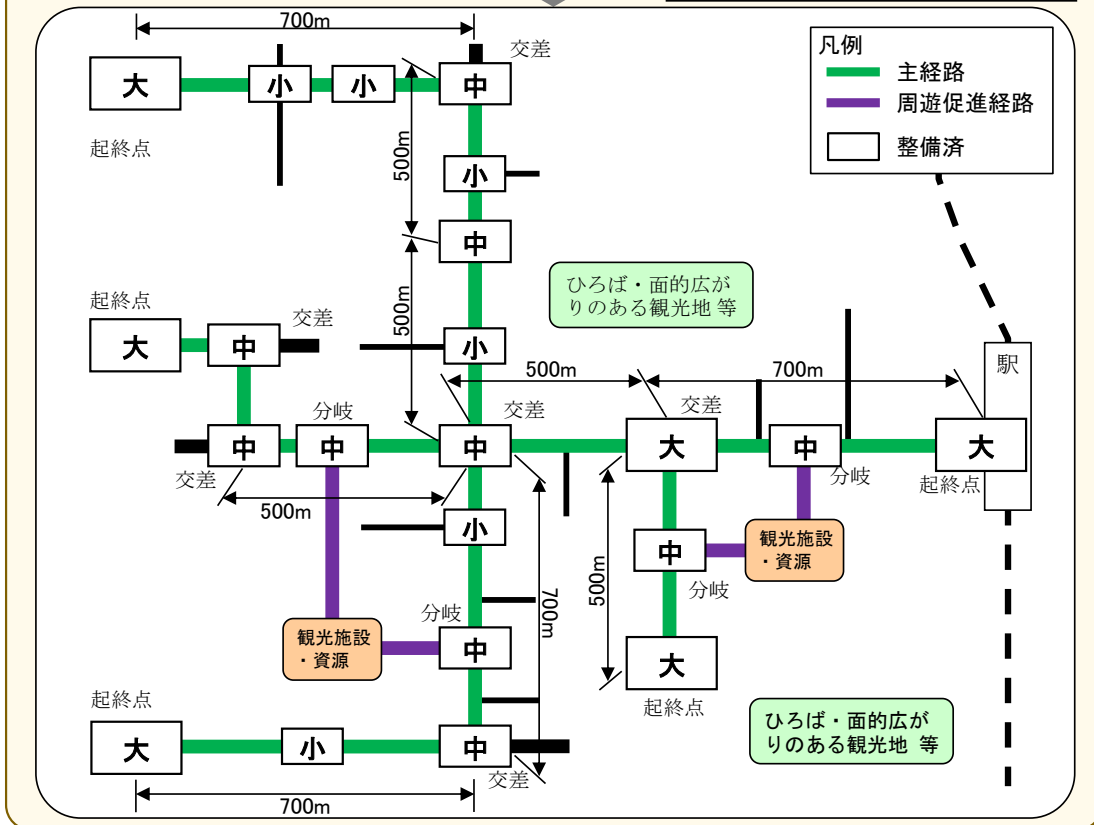 700m
交差
大
小
小
中
起終点
500m
小
中
凡例
主経路
周遊促進経路
整備済
ひろば・面的広が
りのある観光地 等
起終点
大
中
交差
500m
小
500m
700m
駅
分岐
交差
交差
中
中
中
大
中
大
交差
分岐
起終点
500m
小
中
観光施設
・資源
500m
700m
分岐
分岐
観光施設
・資源
中
大
起終点
起終点
ひろば・面的広が
りのある観光地 等
大
小
中
交差
700m